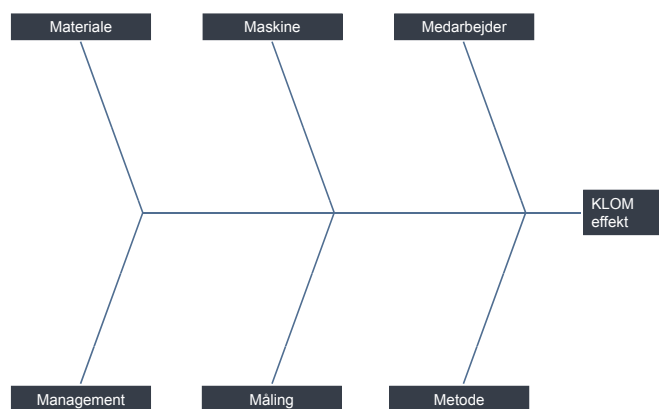 Materiale
Maskine
Medarbejder
KLOM
effekt
Management
Måling
Metode